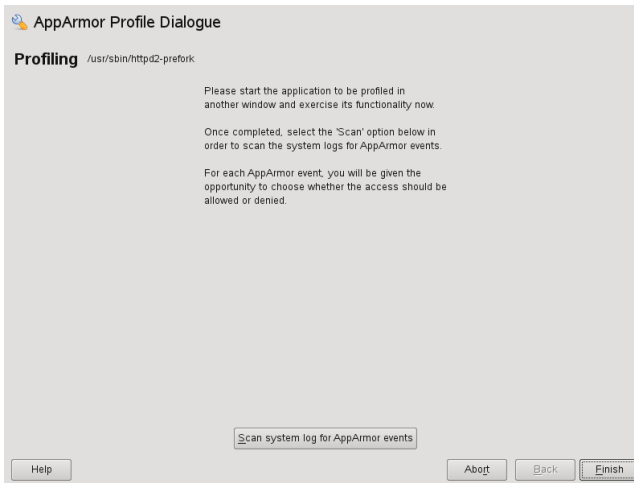 AppArmor Profile Dialogue
Profiling /usr/sbin/httpd2-prefork
Please start the application to be profiled in
another window and exercise its functionality now.
Once completed, select the 'Scan' option below in
order to scan the system logs for AppArmor events.
For each AppArmor event, you will be given the
opportunity to choose whether the access should be
allowed or denied.
Scan system log for AppArmor events
Help
Abort
Back
Finish